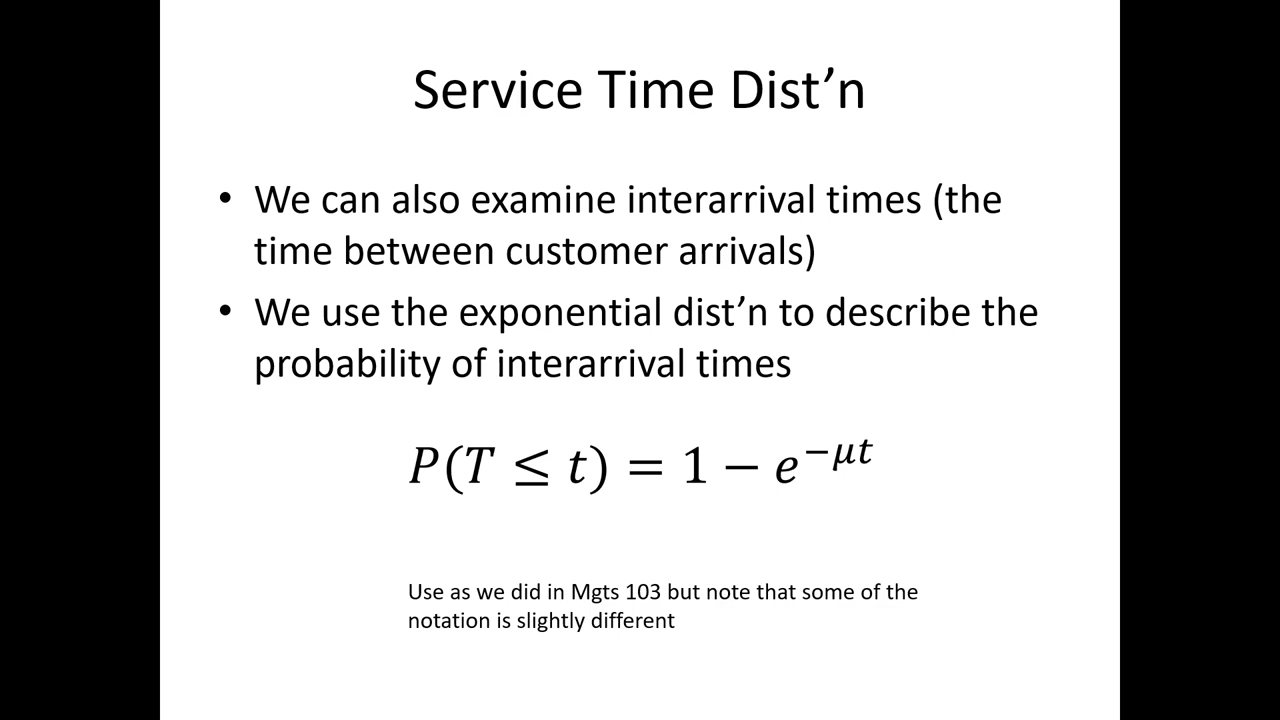 Service Time Dist’n
• We can also examine interarrival times (the
time between customer arrivals)
• We use the exponential dist’n to describe the
probability of interarrival times
𝑃(𝑇 ≤ 𝑡) = 1 − 𝑒^{−𝜇𝑡}
Use as we did in Mgts 103 but note that some of the
notation is slightly different